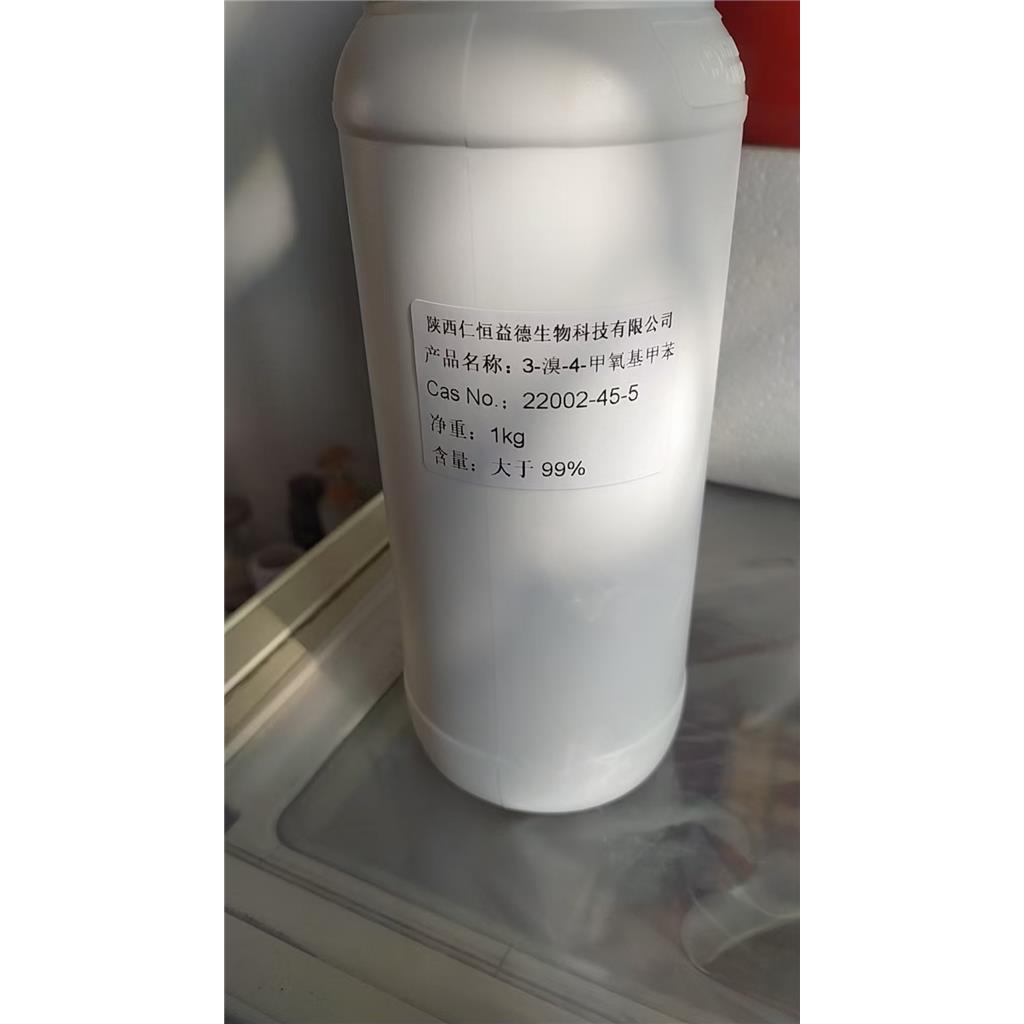 陕西仁恒益德生物科技有限公司
产品名称：3-溴-4-甲氧基甲苯
Cas No.：22002-45-5
净重：1kg
含量：大于 99%